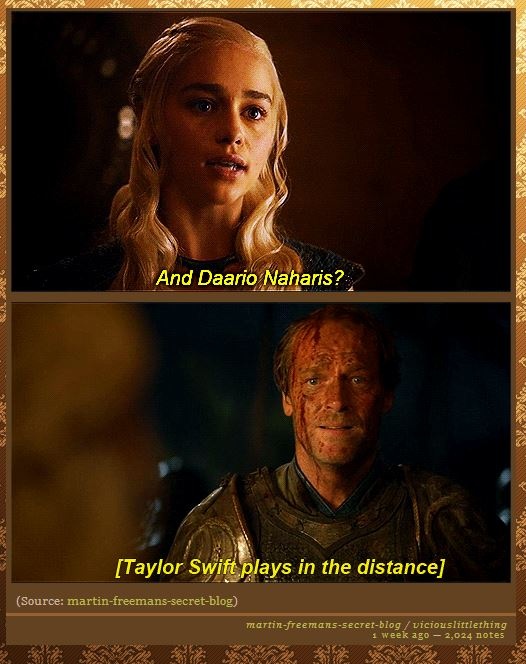 And Daario Naharis?
[Taylor Swift plays in the distance]
(Source: martin-freemans-secret-blog)
martin-freemans-secret-blog / viciouslittlething
1 week ago — 2,024 notes